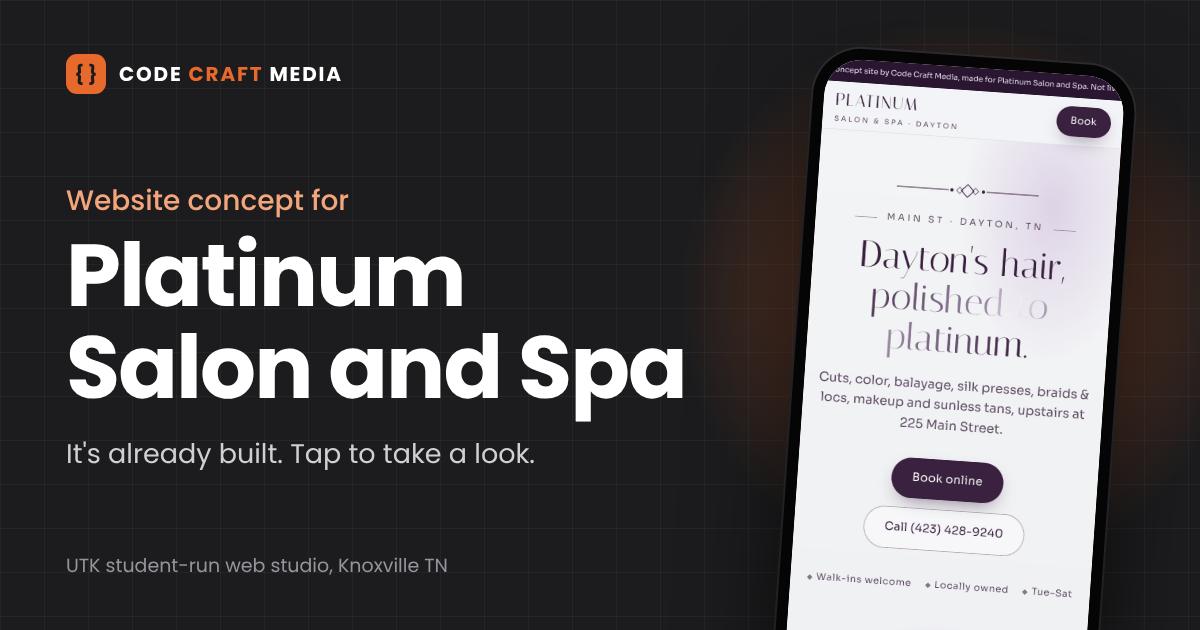 { } CODE CRAFT MEDIA
Website concept for
Platinum
Salon and Spa
It's already built. Tap to take a look.
UTK student-run web studio, Knoxville TN
concept site by Code Craft Media, made for Platinum Salon and Spa. Not
PLATINUM
SALON & SPA · DAYTON
Book
MAIN ST · DAYTON, TN
Dayton's hair,
polished to
platinum.
Cuts, color, balayage, silk presses, braids &
locs, makeup and sunless tans, upstairs at
225 Main Street.
Book online
Call (423) 428-9240
◆ Walk-ins welcome ◆ Locally owned ◆ Tue–Sat